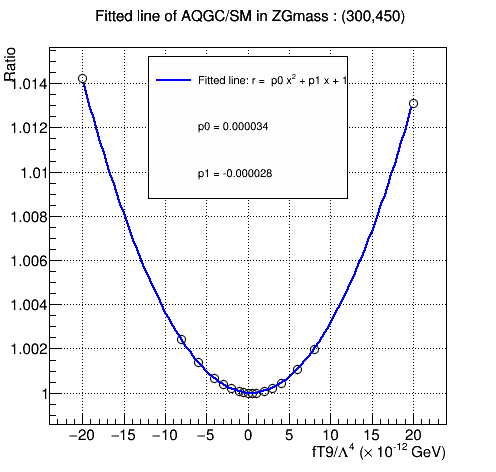 Fitted line of AQGC/SM in ZGmass : (300,450)
Ratio
Fitted line: r = p0 x² + p1 x + 1
p0 = 0.000034
p1 = -0.000028
1.014
1.012
1.01
1.008
1.006
1.004
1.002
1
−20 −15 −10 −5 0 5 10 15 20
fT9/Λ⁴ (× 10⁻¹² GeV)